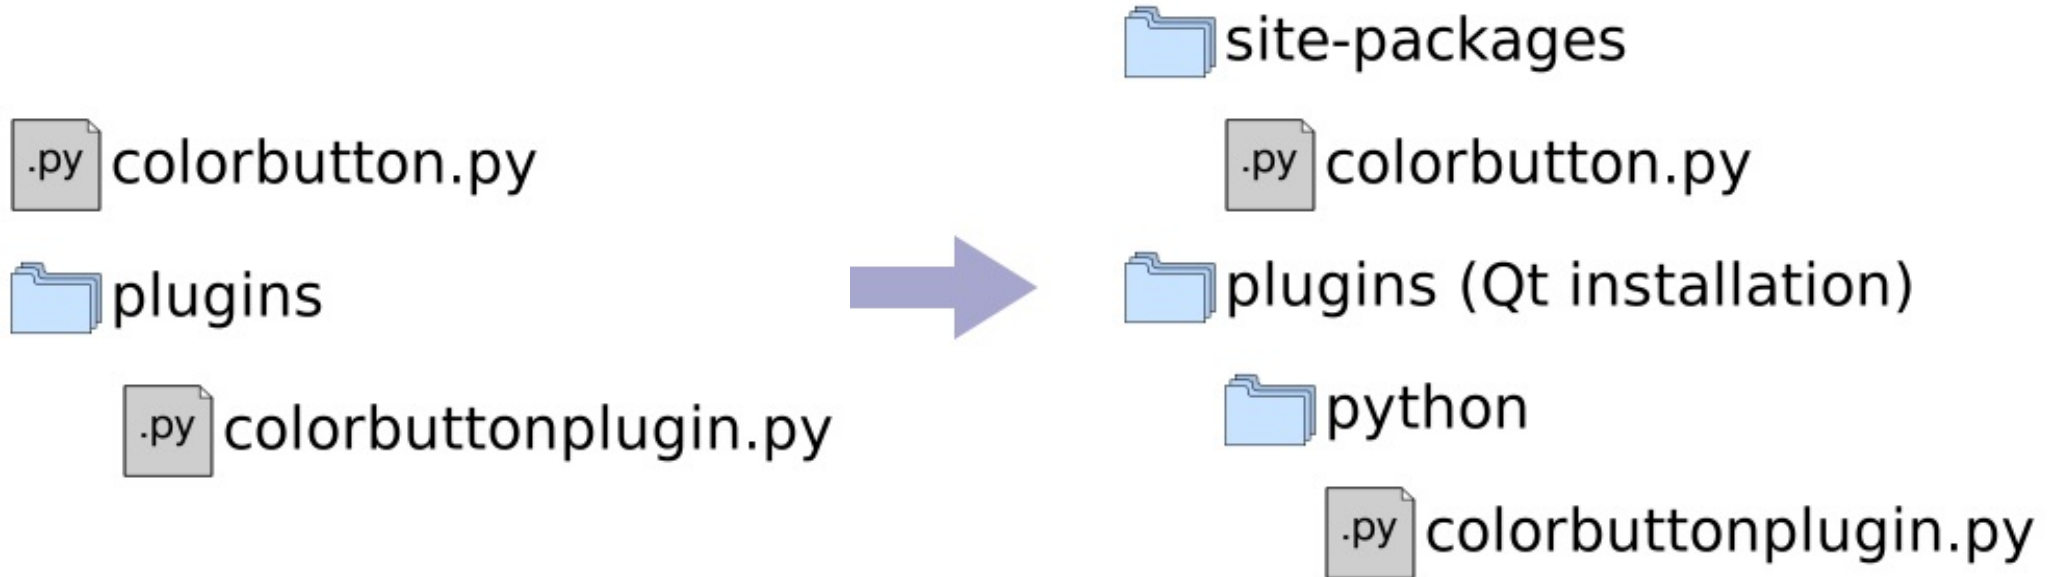 .py colorbutton.py
plugins
.py colorbuttonplugin.py
site-packages
.py colorbutton.py
plugins (Qt installation)
python
.py colorbuttonplugin.py